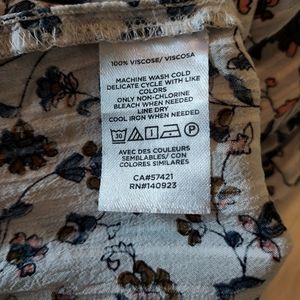 100% VISCOSE/ VISCOSA
MACHINE WASH COLD
DELICATE CYCLE WITH LIKE
COLORS
ONLY NON-CHLORINE
BLEACH WHEN NEEDED
LINE DRY
COOL IRON WHEN NEEDED
30 P
AVEC DES COULEURS
SEMBLABLES/ CON
COLORES SIMILARES
CA#57421
RN#140923